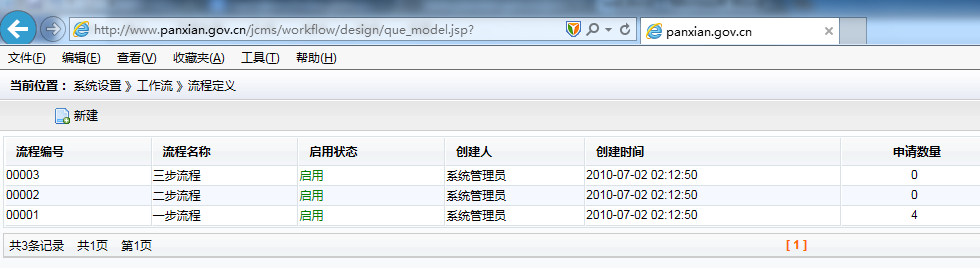 http://www.panxian.gov.cn/jcms/workflow/design/que_model.jsp? panxian.gov.cn
文件(F) 编辑(E) 查看(V) 收藏夹(A) 工具(T) 帮助(H)
当前位置： 系统设置 》工作流 》流程定义
新建
流程编号 流程名称 启用状态 创建人 创建时间 申请数量
00003 三步流程 启用 系统管理员 2010-07-02 02:12:50 0
00002 二步流程 启用 系统管理员 2010-07-02 02:12:50 0
00001 一步流程 启用 系统管理员 2010-07-02 02:12:50 4
共3条记录 共1页 第1页 [ 1 ]